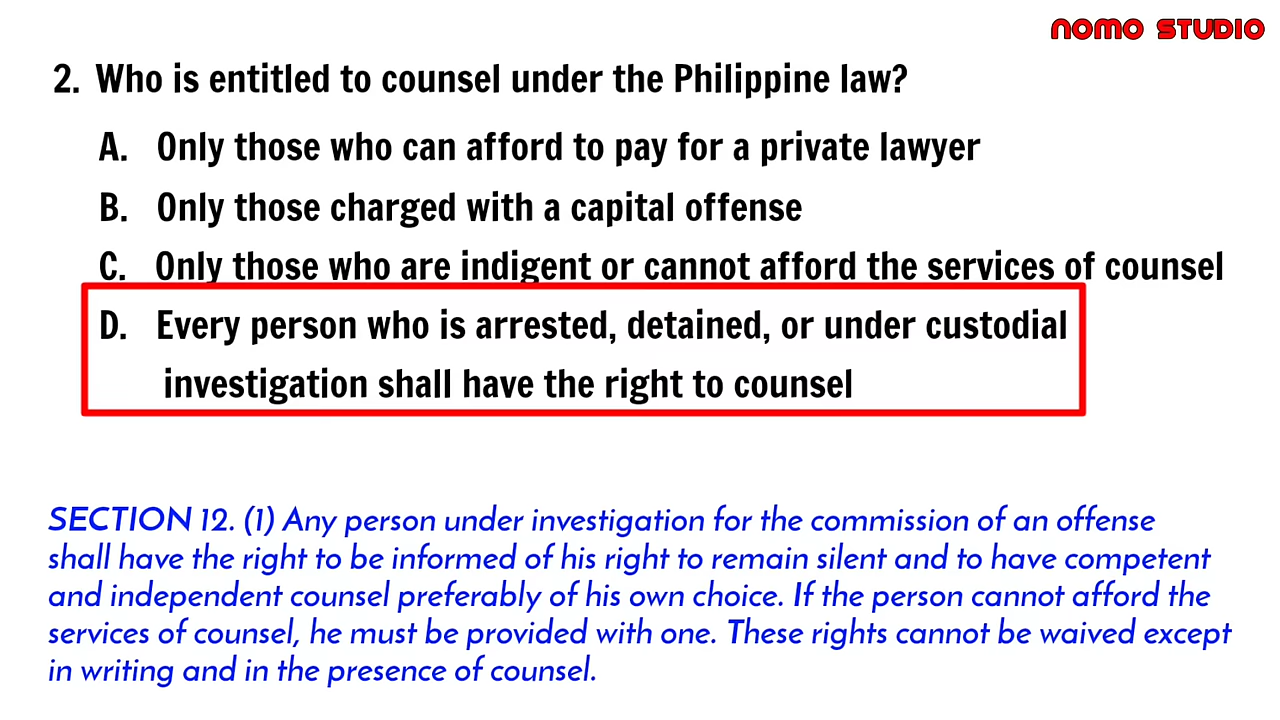 NOMO STUDIO
2. Who is entitled to counsel under the Philippine law?
A. Only those who can afford to pay for a private lawyer
B. Only those charged with a capital offense
C. Only those who are indigent or cannot afford the services of counsel
D. Every person who is arrested, detained, or under custodial
investigation shall have the right to counsel
SECTION 12. (1) Any person under investigation for the commission of an offense
shall have the right to be informed of his right to remain silent and to have competent
and independent counsel preferably of his own choice. If the person cannot afford the
services of counsel, he must be provided with one. These rights cannot be waived except
in writing and in the presence of counsel.